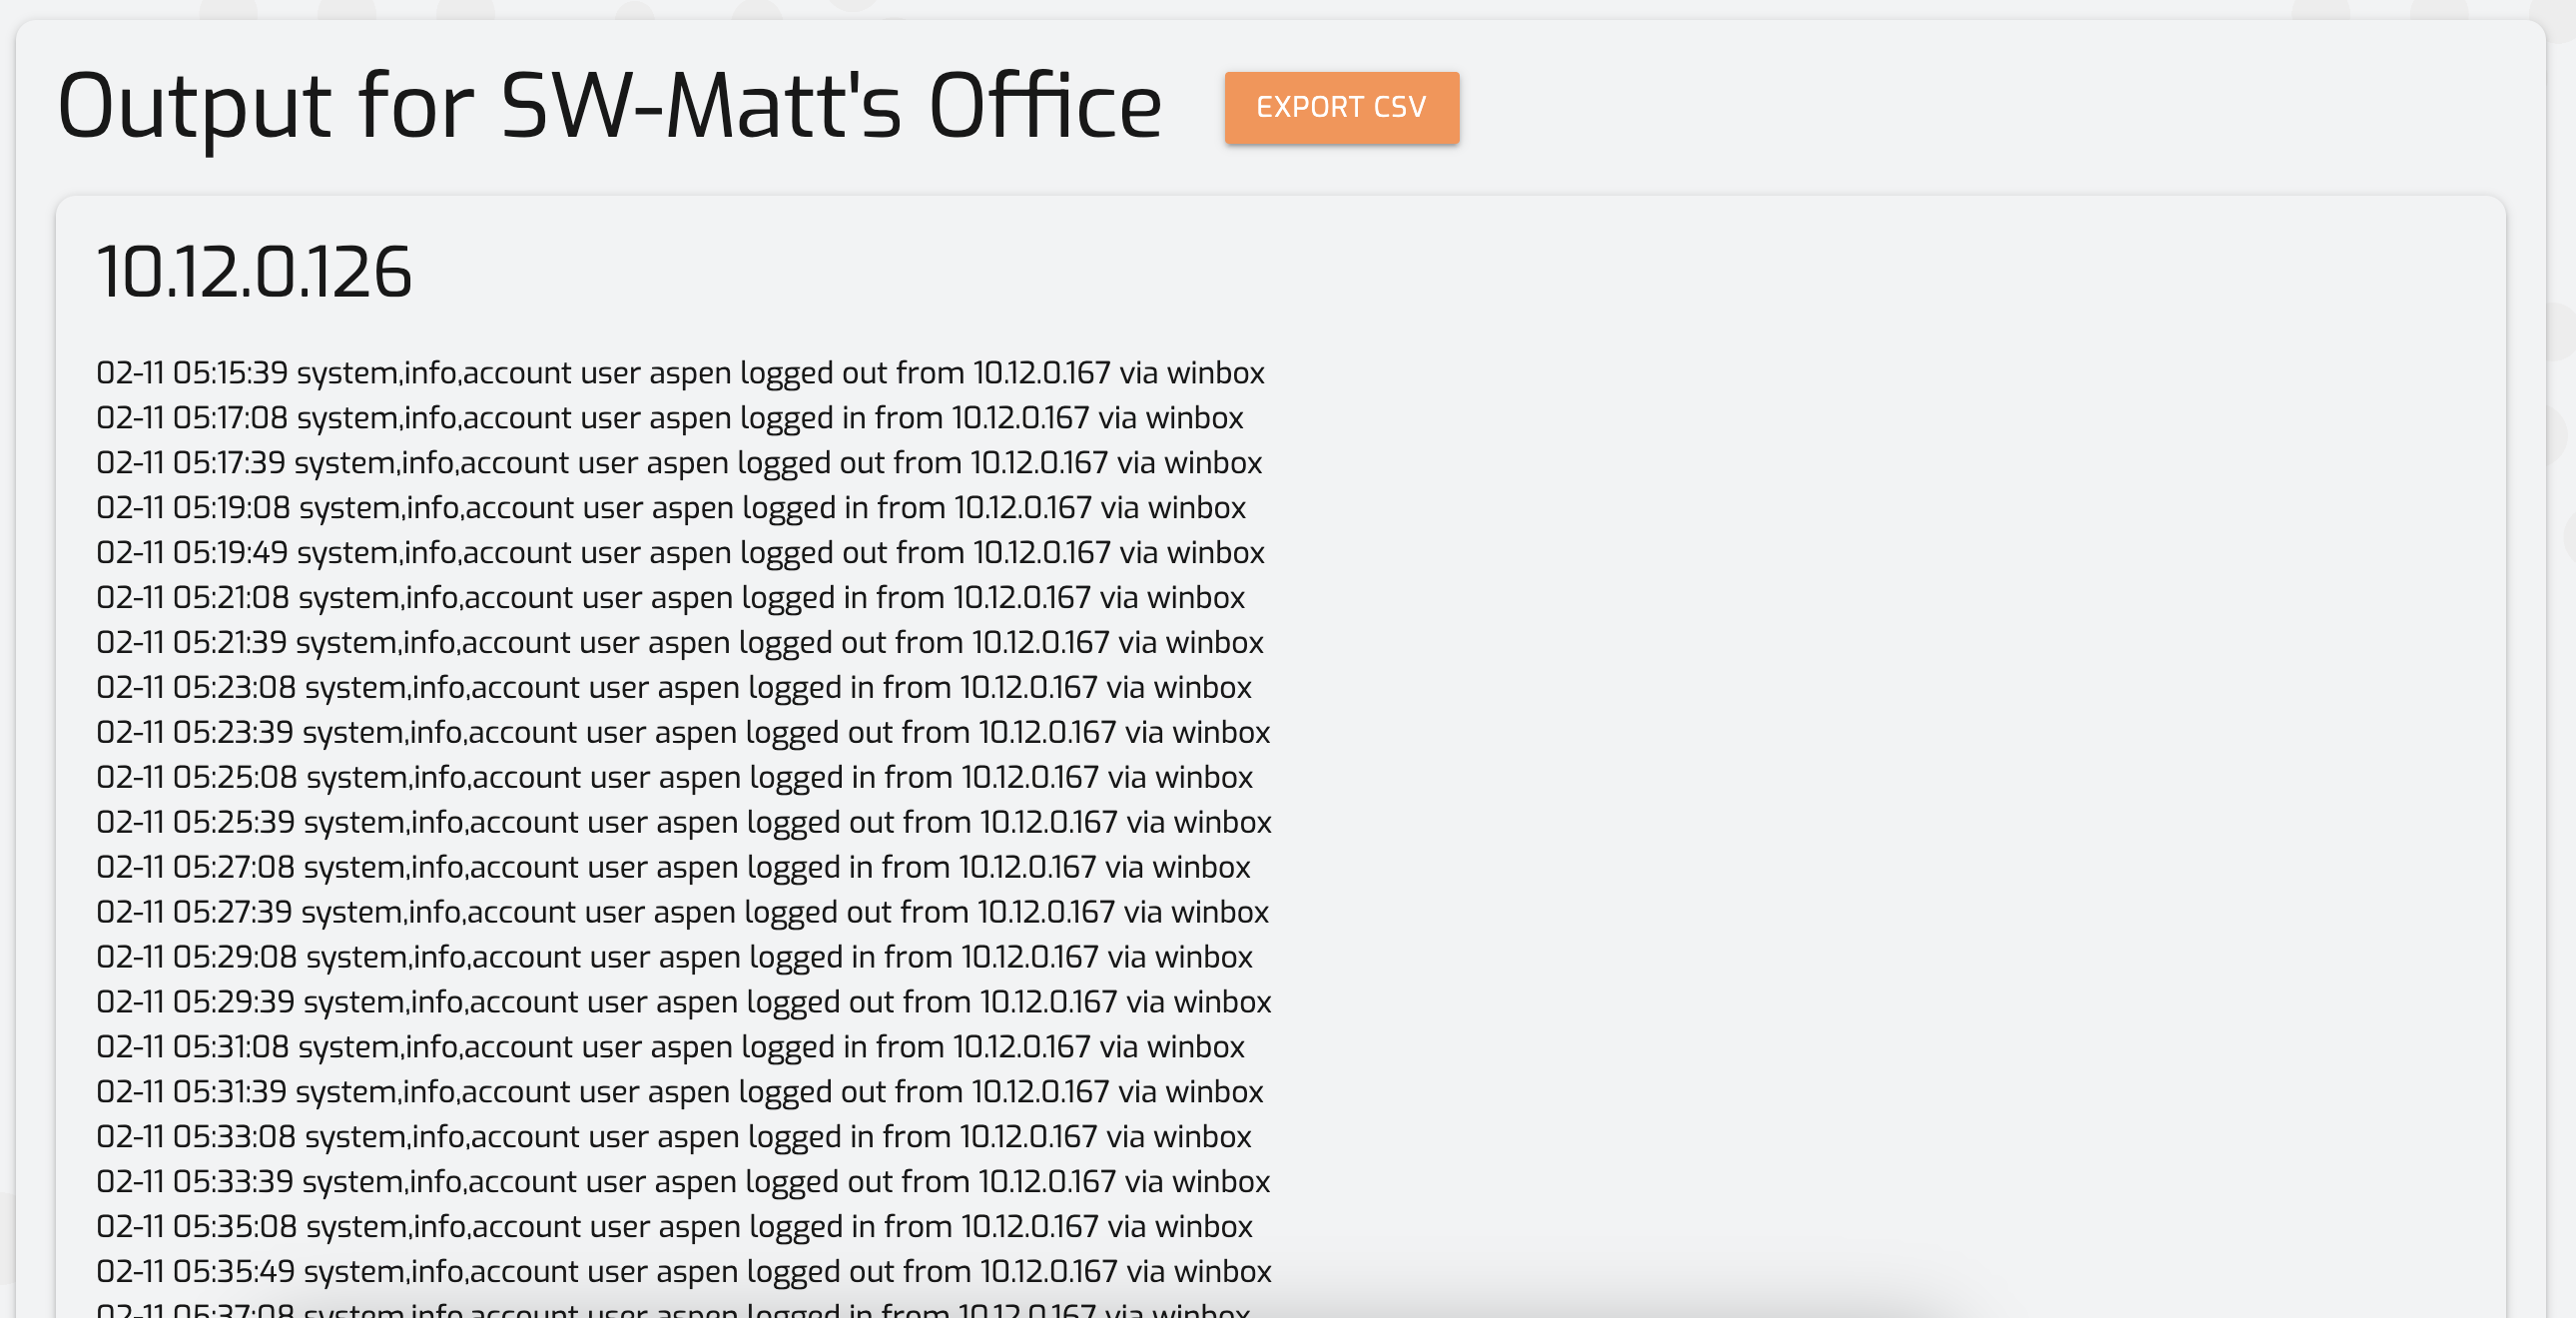 Output for SW-Matt's Office
EXPORT CSV
10.12.0.126
02-11 05:15:39 system,info,account user aspen logged out from 10.12.0.167 via winbox
02-11 05:17:08 system,info,account user aspen logged in from 10.12.0.167 via winbox
02-11 05:17:39 system,info,account user aspen logged out from 10.12.0.167 via winbox
02-11 05:19:08 system,info,account user aspen logged in from 10.12.0.167 via winbox
02-11 05:19:49 system,info,account user aspen logged out from 10.12.0.167 via winbox
02-11 05:21:08 system,info,account user aspen logged in from 10.12.0.167 via winbox
02-11 05:21:39 system,info,account user aspen logged out from 10.12.0.167 via winbox
02-11 05:23:08 system,info,account user aspen logged in from 10.12.0.167 via winbox
02-11 05:23:39 system,info,account user aspen logged out from 10.12.0.167 via winbox
02-11 05:25:08 system,info,account user aspen logged in from 10.12.0.167 via winbox
02-11 05:25:39 system,info,account user aspen logged out from 10.12.0.167 via winbox
02-11 05:27:08 system,info,account user aspen logged in from 10.12.0.167 via winbox
02-11 05:27:39 system,info,account user aspen logged out from 10.12.0.167 via winbox
02-11 05:29:08 system,info,account user aspen logged in from 10.12.0.167 via winbox
02-11 05:29:39 system,info,account user aspen logged out from 10.12.0.167 via winbox
02-11 05:31:08 system,info,account user aspen logged in from 10.12.0.167 via winbox
02-11 05:31:39 system,info,account user aspen logged out from 10.12.0.167 via winbox
02-11 05:33:08 system,info,account user aspen logged in from 10.12.0.167 via winbox
02-11 05:33:39 system,info,account user aspen logged out from 10.12.0.167 via winbox
02-11 05:35:08 system,info,account user aspen logged in from 10.12.0.167 via winbox
02-11 05:35:49 system,info,account user aspen logged out from 10.12.0.167 via winbox
02-11 05:37:08 system,info,account user aspen logged in from 10.12.0.167 via winbox